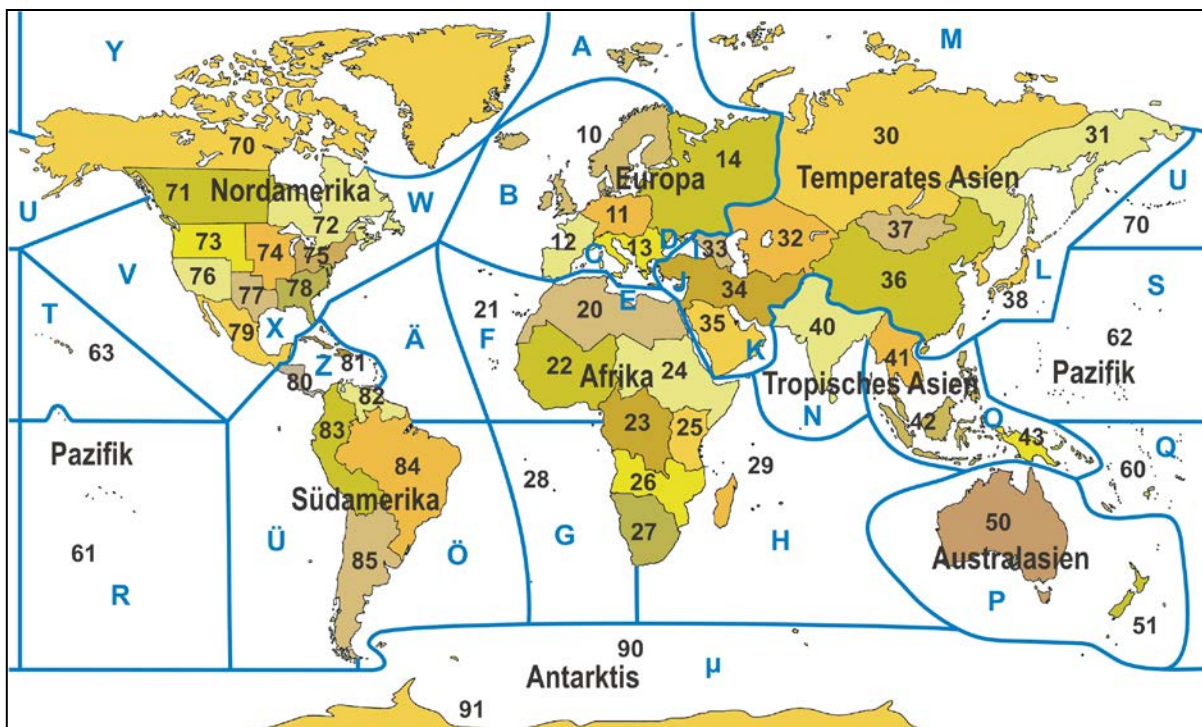 Y
A
M
10
30
31
70
14
71
Nordamerika
Europa
Temperates Asien
U
B
W
U
72
11
70
73
74
75
12
C
13
D
I
33
32
37
V
76
77
78
E
J
34
36
L
S
T
79
X
21
20
35
40
38
63
Ä
F
K
62
Z
81
22
Afrika
24
41
Pazifik
80
Tropisches Asien
82
N
42
83
23
25
O
43
Pazifik
84
28
26
29
60
Q
Südamerika
27
50
61
Ü
85
Ö
G
H
Australasien
R
P
51
90
Antarktis
µ
91